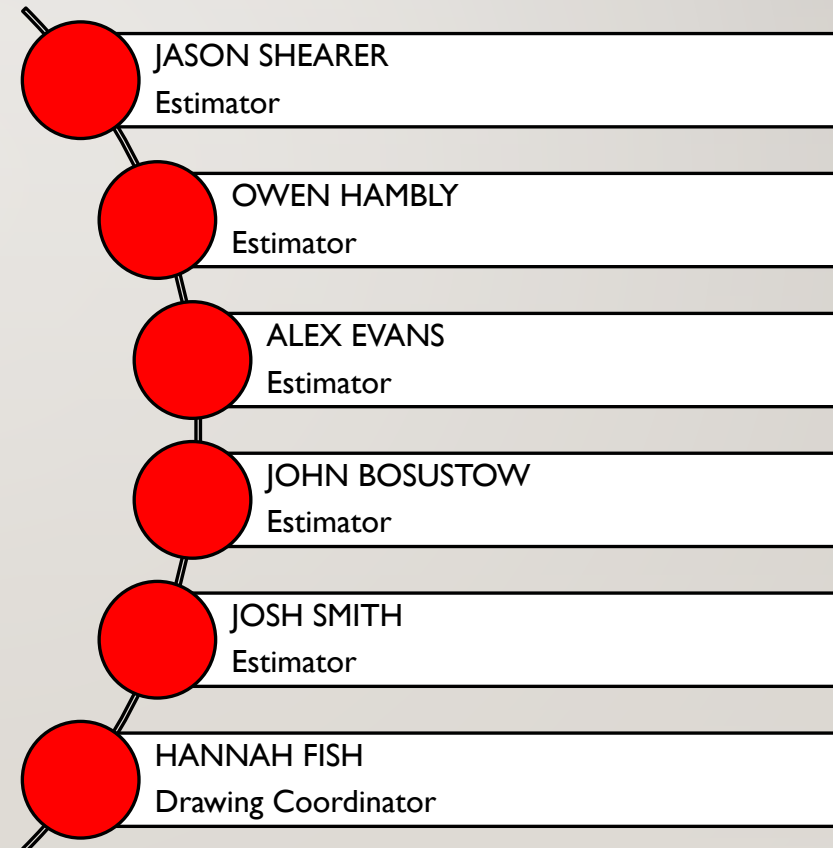 JASON SHEARER
Estimator
OWEN HAMBLY
Estimator
ALEX EVANS
Estimator
JOHN BOSUSTOW
Estimator
JOSH SMITH
Estimator
HANNAH FISH
Drawing Coordinator